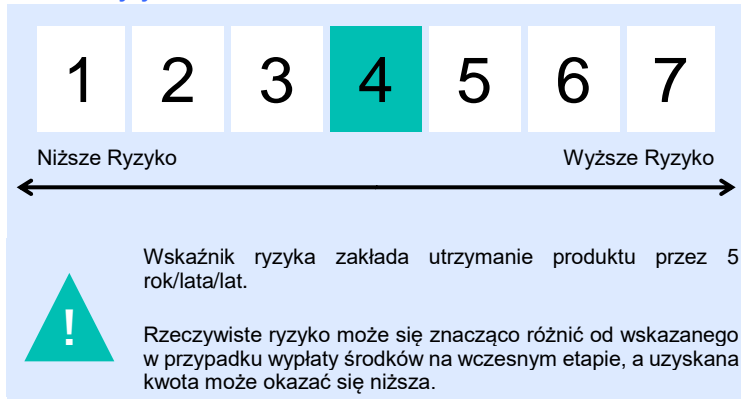 1 2 3 4 5 6 7
Niższe Ryzyko Wyższe Ryzyko
Wskaźnik ryzyka zakłada utrzymanie produktu przez 5
rok/lata/lat.
!
Rzeczywiste ryzyko może się znacząco różnić od wskazanego
w przypadku wypłaty środków na wczesnym etapie, a uzyskana
kwota może okazać się niższa.